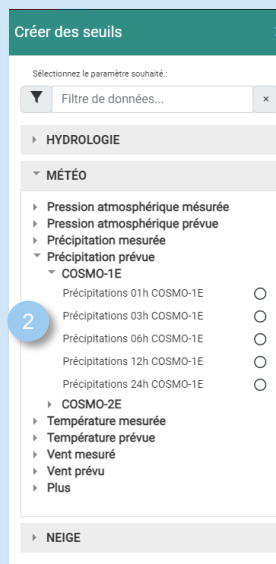 Créer des seuils
Sélectionnez le paramètre souhaité.:
Filtre de données... ×
HYDROLOGIE
MÉTÉO
Pression atmosphérique mésurée
Pression atmosphérique prévue
Précipitation mesurée
Précipitation prévue
COSMO-1E
Précipitations 01h COSMO-1E
2 Précipitations 03h COSMO-1E
Précipitations 06h COSMO-1E
Précipitations 12h COSMO-1E
Précipitations 24h COSMO-1E
COSMO-2E
Température mesurée
Température prévue
Vent mesuré
Vent prévu
Plus
NEIGE